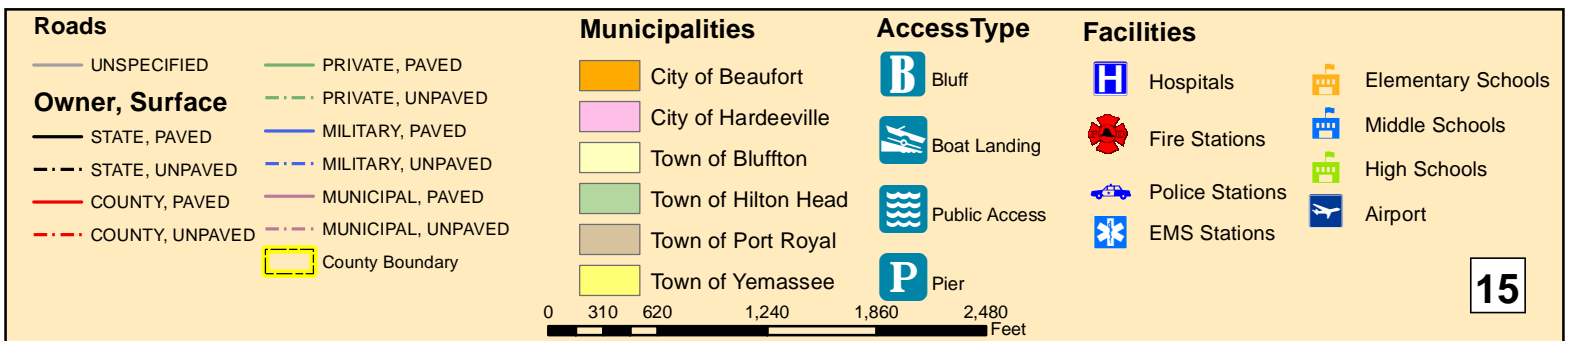 Roads
UNSPECIFIED
Owner, Surface
STATE, PAVED
STATE, UNPAVED
COUNTY, PAVED
COUNTY, UNPAVED
PRIVATE, PAVED
PRIVATE, UNPAVED
MILITARY, PAVED
MILITARY, UNPAVED
MUNICIPAL, PAVED
MUNICIPAL, UNPAVED
County Boundary
Municipalities
City of Beaufort
City of Hardeeville
Town of Bluffton
Town of Hilton Head
Town of Port Royal
Town of Yemassee
AccessType
B Bluff
Boat Landing
Public Access
P Pier
Facilities
H Hospitals
Fire Stations
Police Stations
EMS Stations
Elementary Schools
Middle Schools
High Schools
Airport
0 310 620 1,240 1,860 2,480
Feet
15